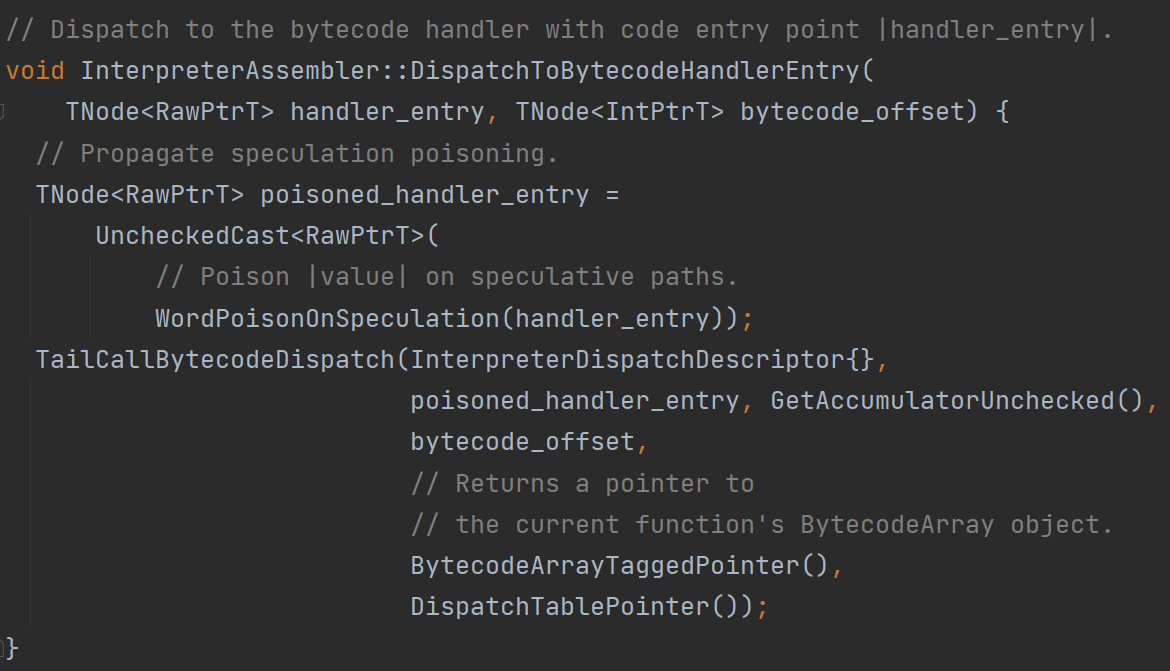 // Dispatch to the bytecode handler with code entry point |handler_entry|.
void InterpreterAssembler::DispatchToBytecodeHandlerEntry(
    TNode<RawPtrT> handler_entry, TNode<IntPtrT> bytecode_offset) {
  // Propagate speculation poisoning.
  TNode<RawPtrT> poisoned_handler_entry =
      UncheckedCast<RawPtrT>(
          // Poison |value| on speculative paths.
          WordPoisonOnSpeculation(handler_entry));
  TailCallBytecodeDispatch(InterpreterDispatchDescriptor{},
                           poisoned_handler_entry, GetAccumulatorUnchecked(),
                           bytecode_offset,
                           // Returns a pointer to
                           // the current function's BytecodeArray object.
                           BytecodeArrayTaggedPointer(),
                           DispatchTablePointer());
}